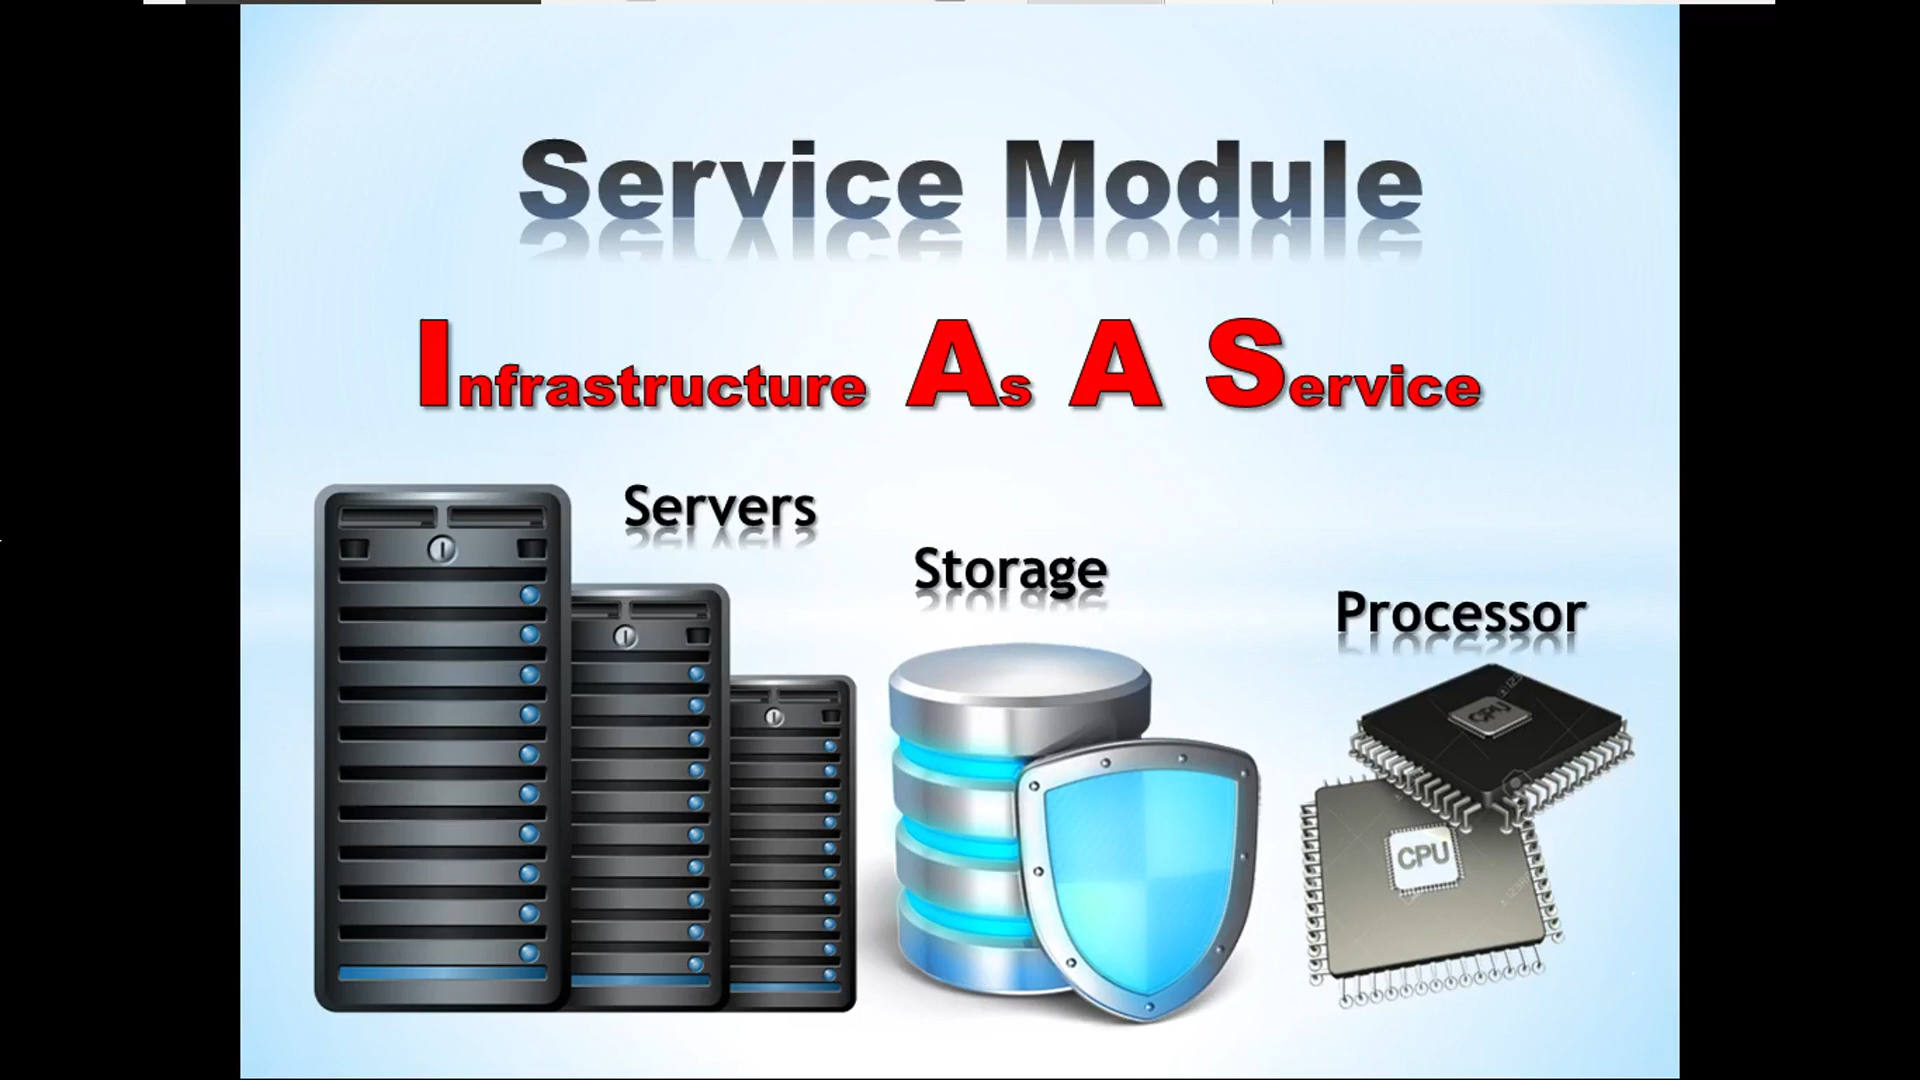 Service Module
Infrastructure As A Service
Servers
Storage
Processor
CPU
CPU